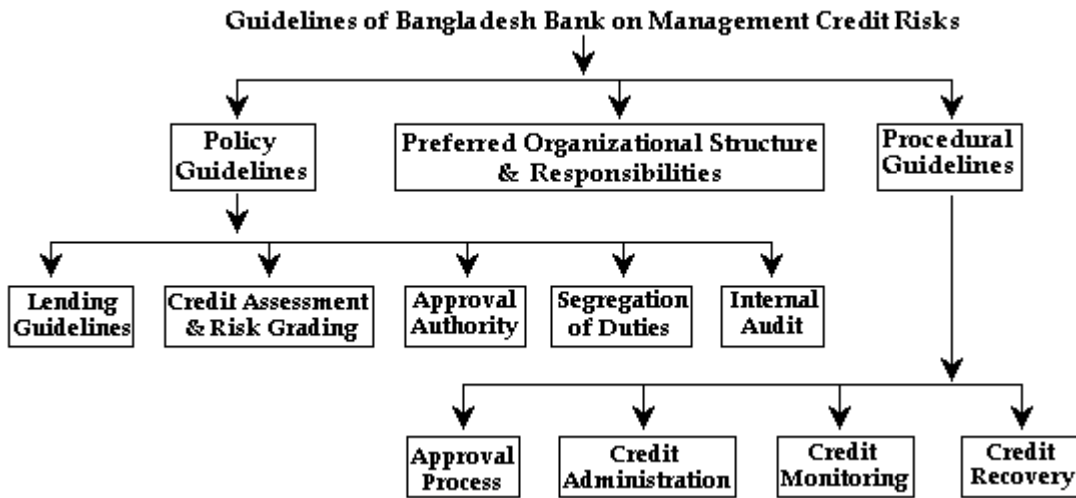 Guidelines of Bangladesh Bank on Management Credit Risks
Policy
Guidelines
Preferred Organizational Structure
& Responsibilities
Procedural
Guidelines
Lending
Guidelines
Credit Assessment
& Risk Grading
Approval
Authority
Segregation
of Duties
Internal
Audit
Approval
Process
Credit
Administration
Credit
Monitoring
Credit
Recovery